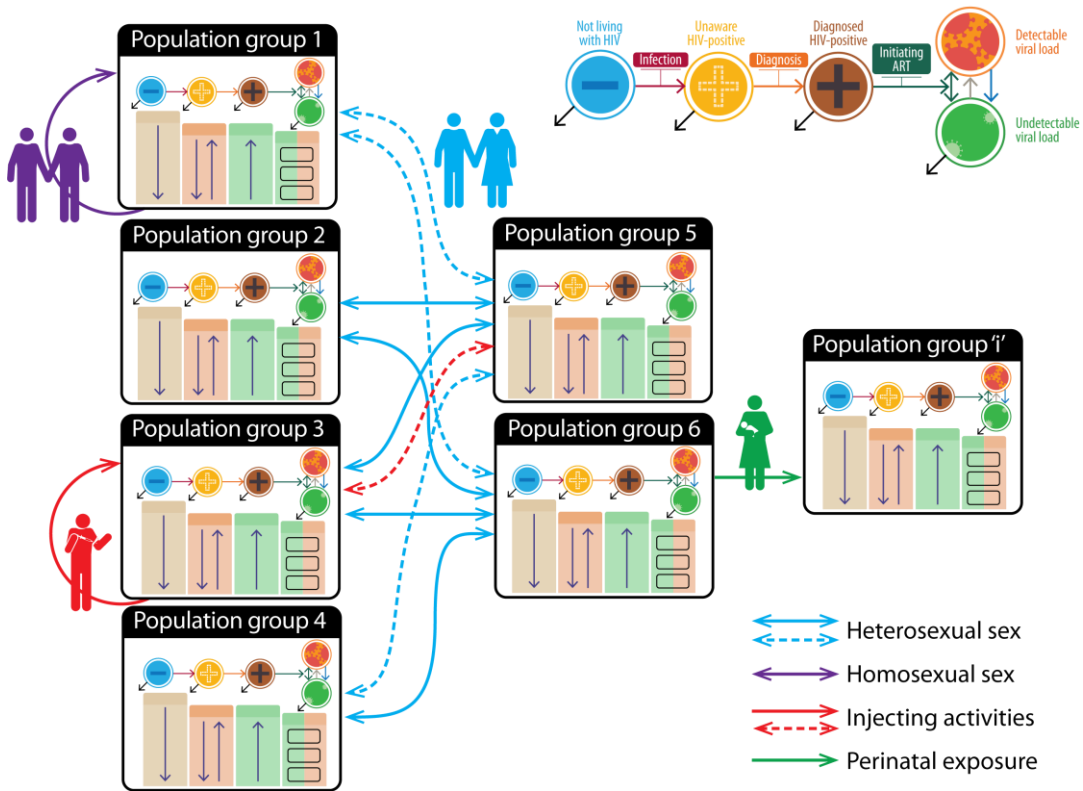 Population group 1
Not living
with HIV
Unaware
HIV-positive
Diagnosed
HIV-positive
Infection
Diagnosis
Initiating
ART
Detectable
viral load
Undetectable
viral load
Population group 2
Population group 5
Population group 3
Population group 6
Population group 'i'
Population group 4
Heterosexual sex
Homosexual sex
Injecting activities
Perinatal exposure